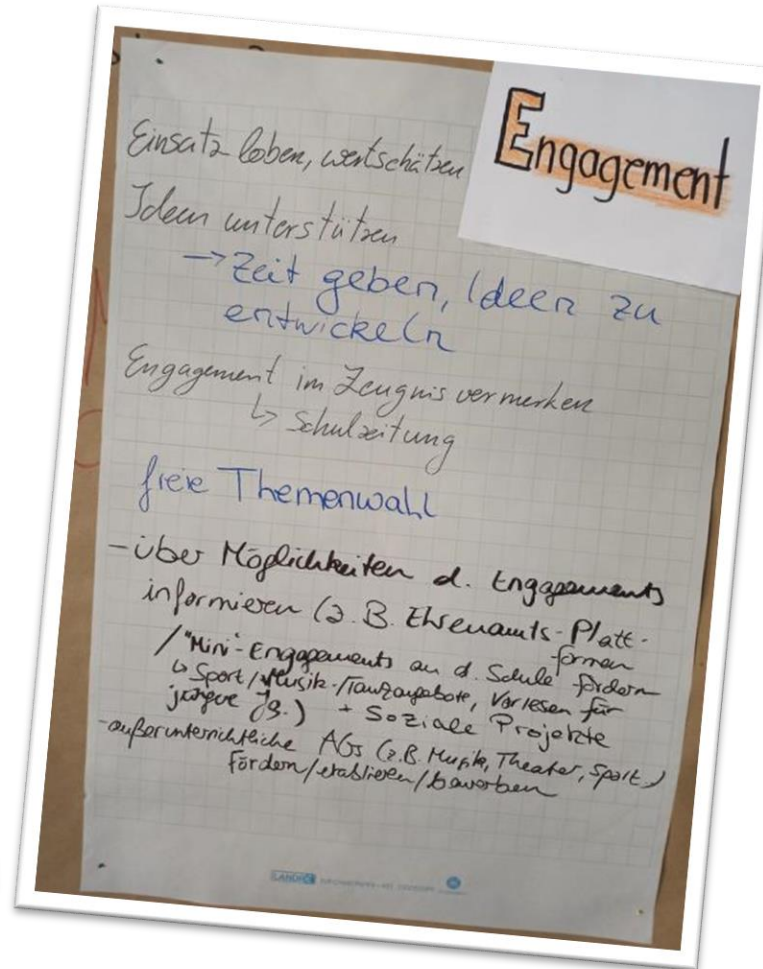 Engagement
Einsatz loben, wertschätzen
Ideen unterstützen
→ Zeit geben, Ideen zu
entwickeln
Engagement im Zeugnis vermerken
↳ Schulzeitung
freie Themenwahl
- über Möglichkeiten d. Engagements
informieren (z.B. Ehrenamts-Platt-
formen
/ "Mini"-Engagements an d. Schule fördern
↳ Sport/Musik-/Tanzangebote, Vorlesen für
jüngere Jg.) + Soziale Projekte
- außerunterrichtliche AGs (z.B. Musik, Theater, Sport..)
fördern/etablieren/bewerben